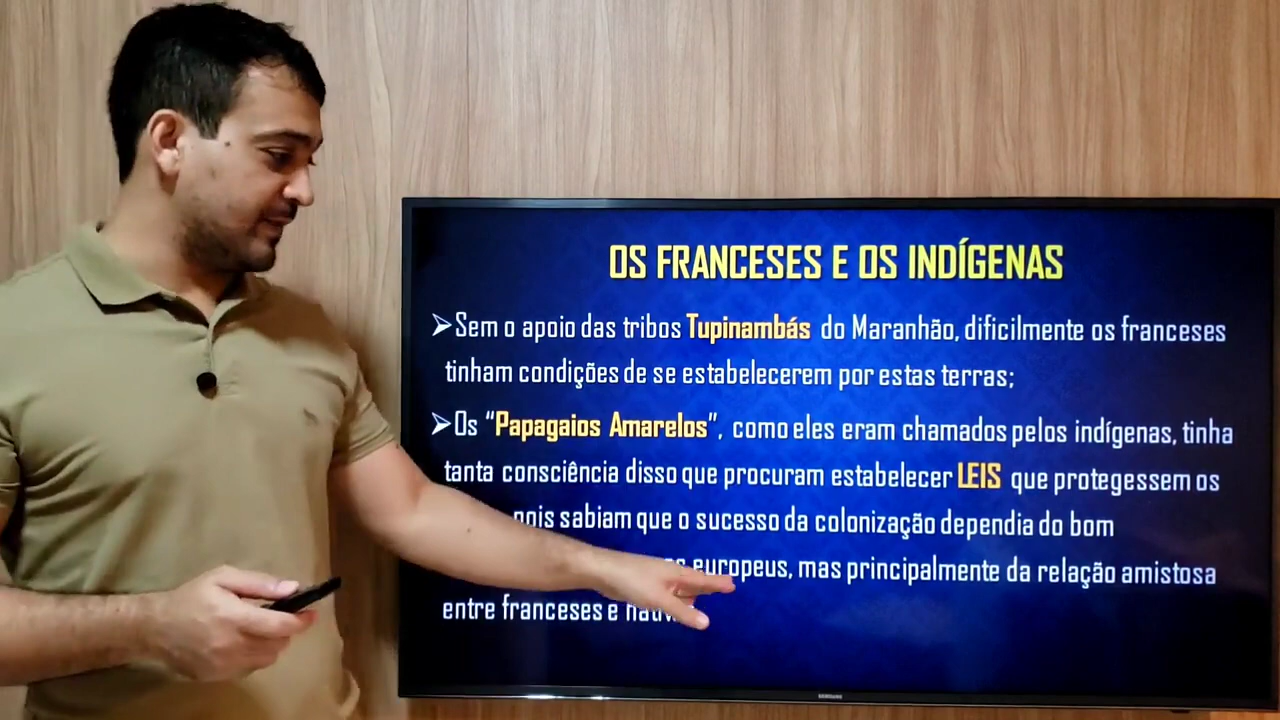 OS FRANCESES E OS INDÍGENAS
➢Sem o apoio das tribos Tupinambás do Maranhão, dificilmente os franceses
tinham condições de se estabelecerem por estas terras;
➢Os “Papagaios Amarelos”, como eles eram chamados pelos indígenas, tinha
tanta consciência disso que procuram estabelecer LEIS que protegessem os
pois sabiam que o sucesso da colonização dependia do bom
europeus, mas principalmente da relação amistosa
entre franceses e
SAMSUNG